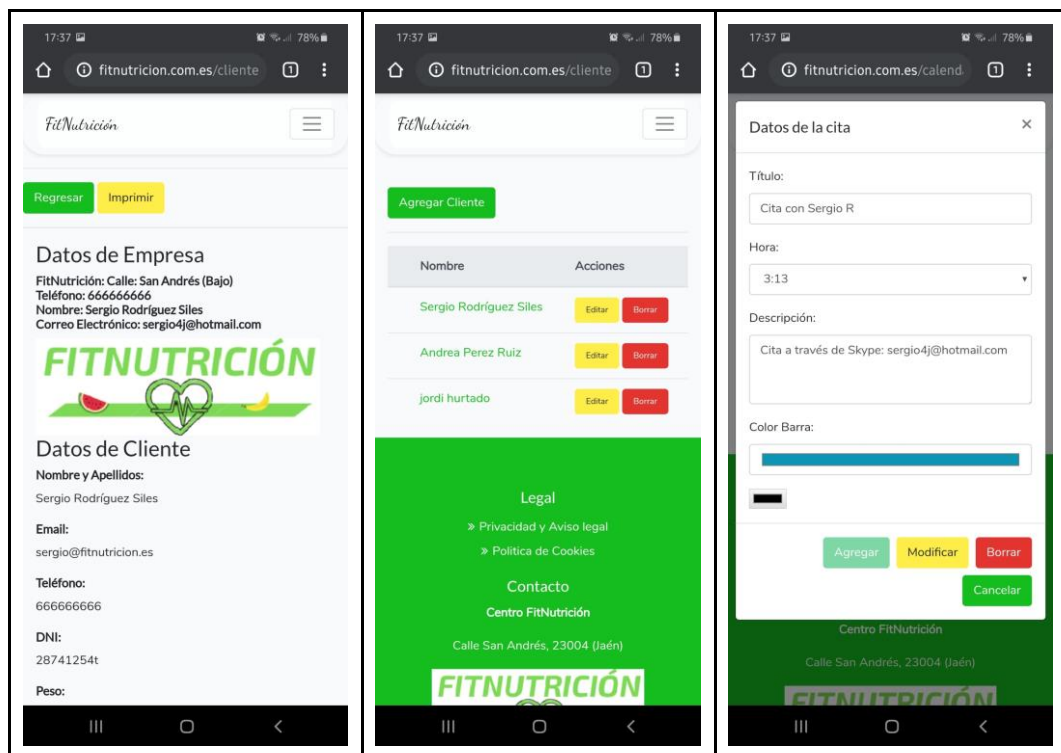 17:37
78%
fitnutricion.com.es/cliente
1
FitNutrición
Regresar
Imprimir
Datos de Empresa
FitNutrición: Calle: San Andrés (Bajo)
Teléfono: 666666666
Nombre: Sergio Rodríguez Siles
Correo Electrónico: sergio4j@hotmail.com
FITNUTRICIÓN
Datos de Cliente
Nombre y Apellidos:
Sergio Rodríguez Siles
Email:
sergio@fitnutricion.es
Teléfono:
666666666
DNI:
28741254t
Peso:
17:37
78%
fitnutricion.com.es/cliente
1
FitNutrición
Agregar Cliente
Nombre Acciones
Sergio Rodríguez Siles Editar Borrar
Andrea Perez Ruiz Editar Borrar
jordi hurtado Editar Borrar
Legal
» Privacidad y Aviso legal
» Politica de Cookies
Contacto
Centro FitNutrición
Calle San Andrés, 23004 (Jaén)
FITNUTRICIÓN
17:37
78%
fitnutricion.com.es/calend
1
Datos de la cita ×
Título:
Cita con Sergio R
Hora:
3:13
Descripción:
Cita a través de Skype: sergio4j@hotmail.com
Color Barra:
Agregar Modificar Borrar
Cancelar
Centro FitNutrición
Calle San Andrés, 23004 (Jaén)
FITNUTRICIÓN